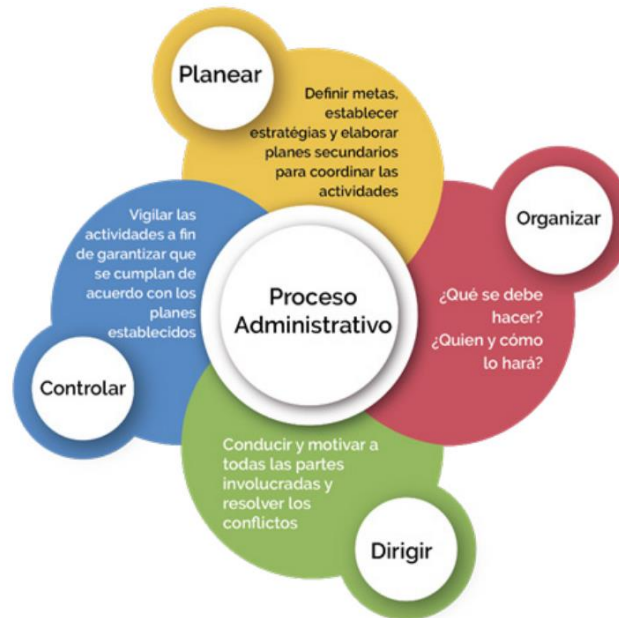 Planear
Definir metas,
establecer
estratégias y elaborar
planes secundarios
para coordinar las
actividades
Organizar
¿Qué se debe
hacer?
¿Quien y cómo
lo hará?
Proceso
Administrativo
Vigilar las
actividades a fin
de garantizar que
se cumplan de
acuerdo con los
planes
establecidos
Controlar
Conducir y motivar a
todas las partes
involucradas y
resolver los
conflictos
Dirigir